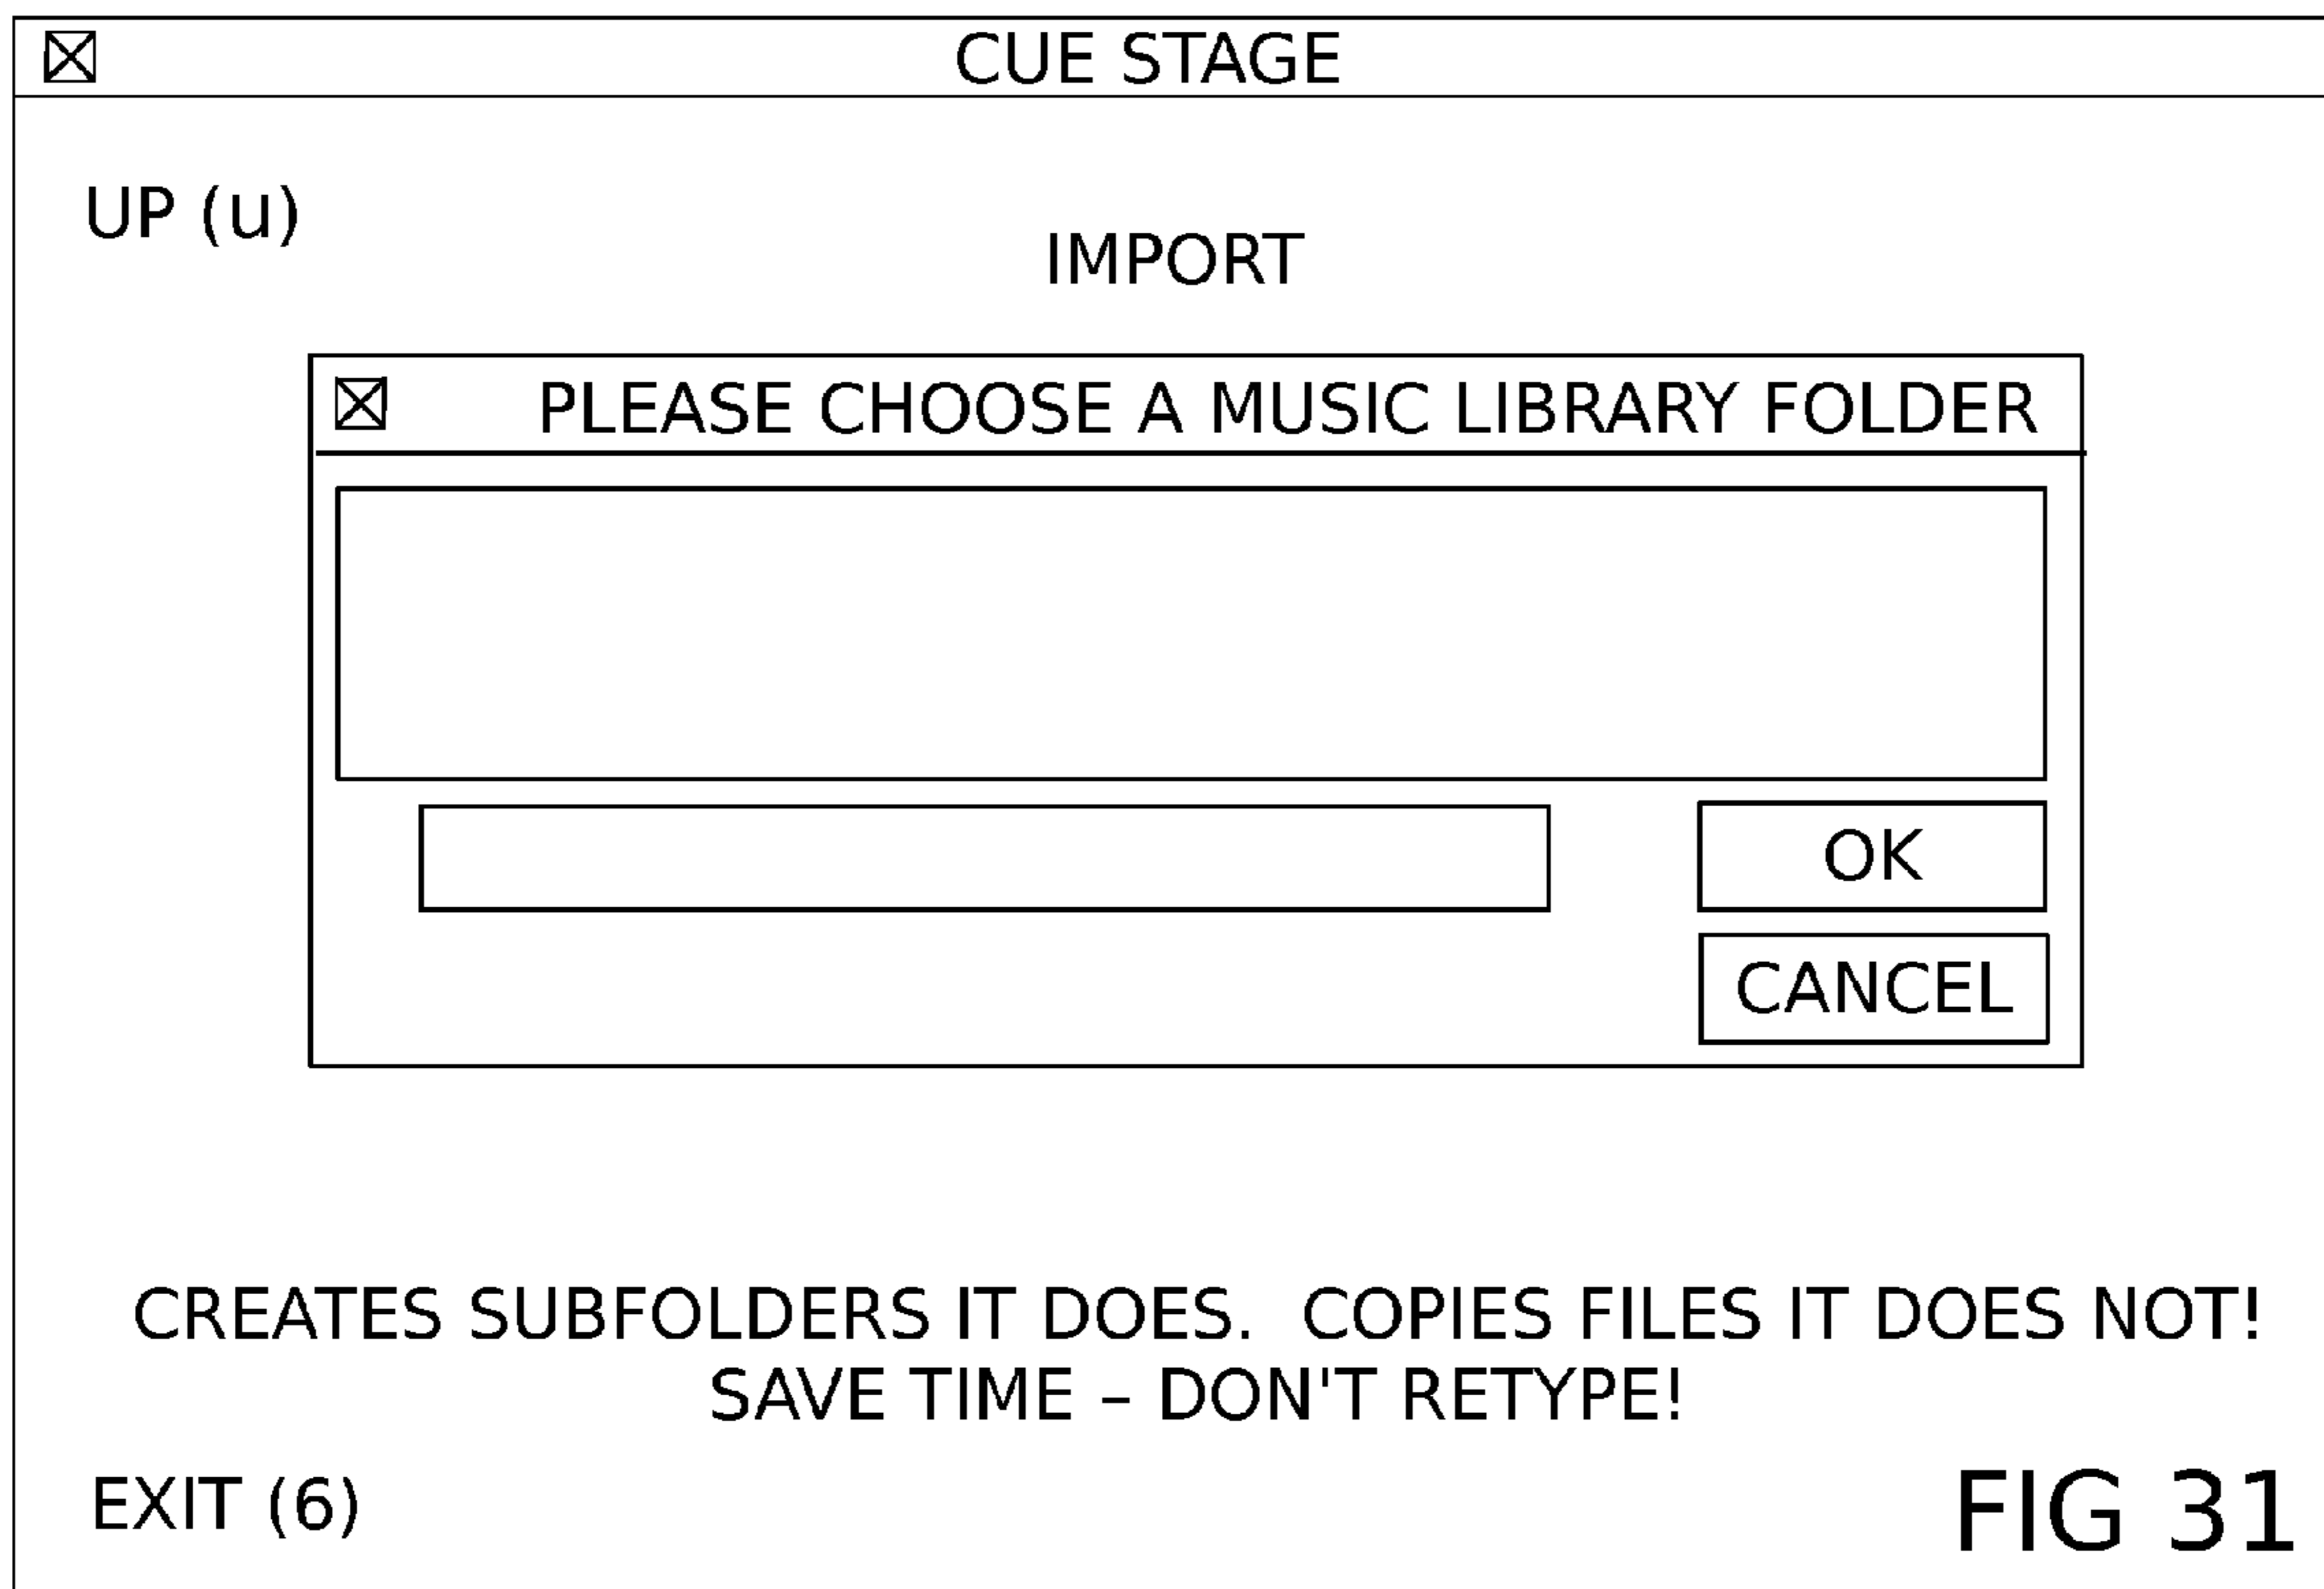 CUE STAGE
UP (u)
IMPORT
PLEASE CHOOSE A MUSIC LIBRARY FOLDER
OK
CANCEL
CREATES SUBFOLDERS IT DOES.  COPIES FILES IT DOES NOT!
SAVE TIME – DON'T RETYPE!
EXIT (6)
FIG 31